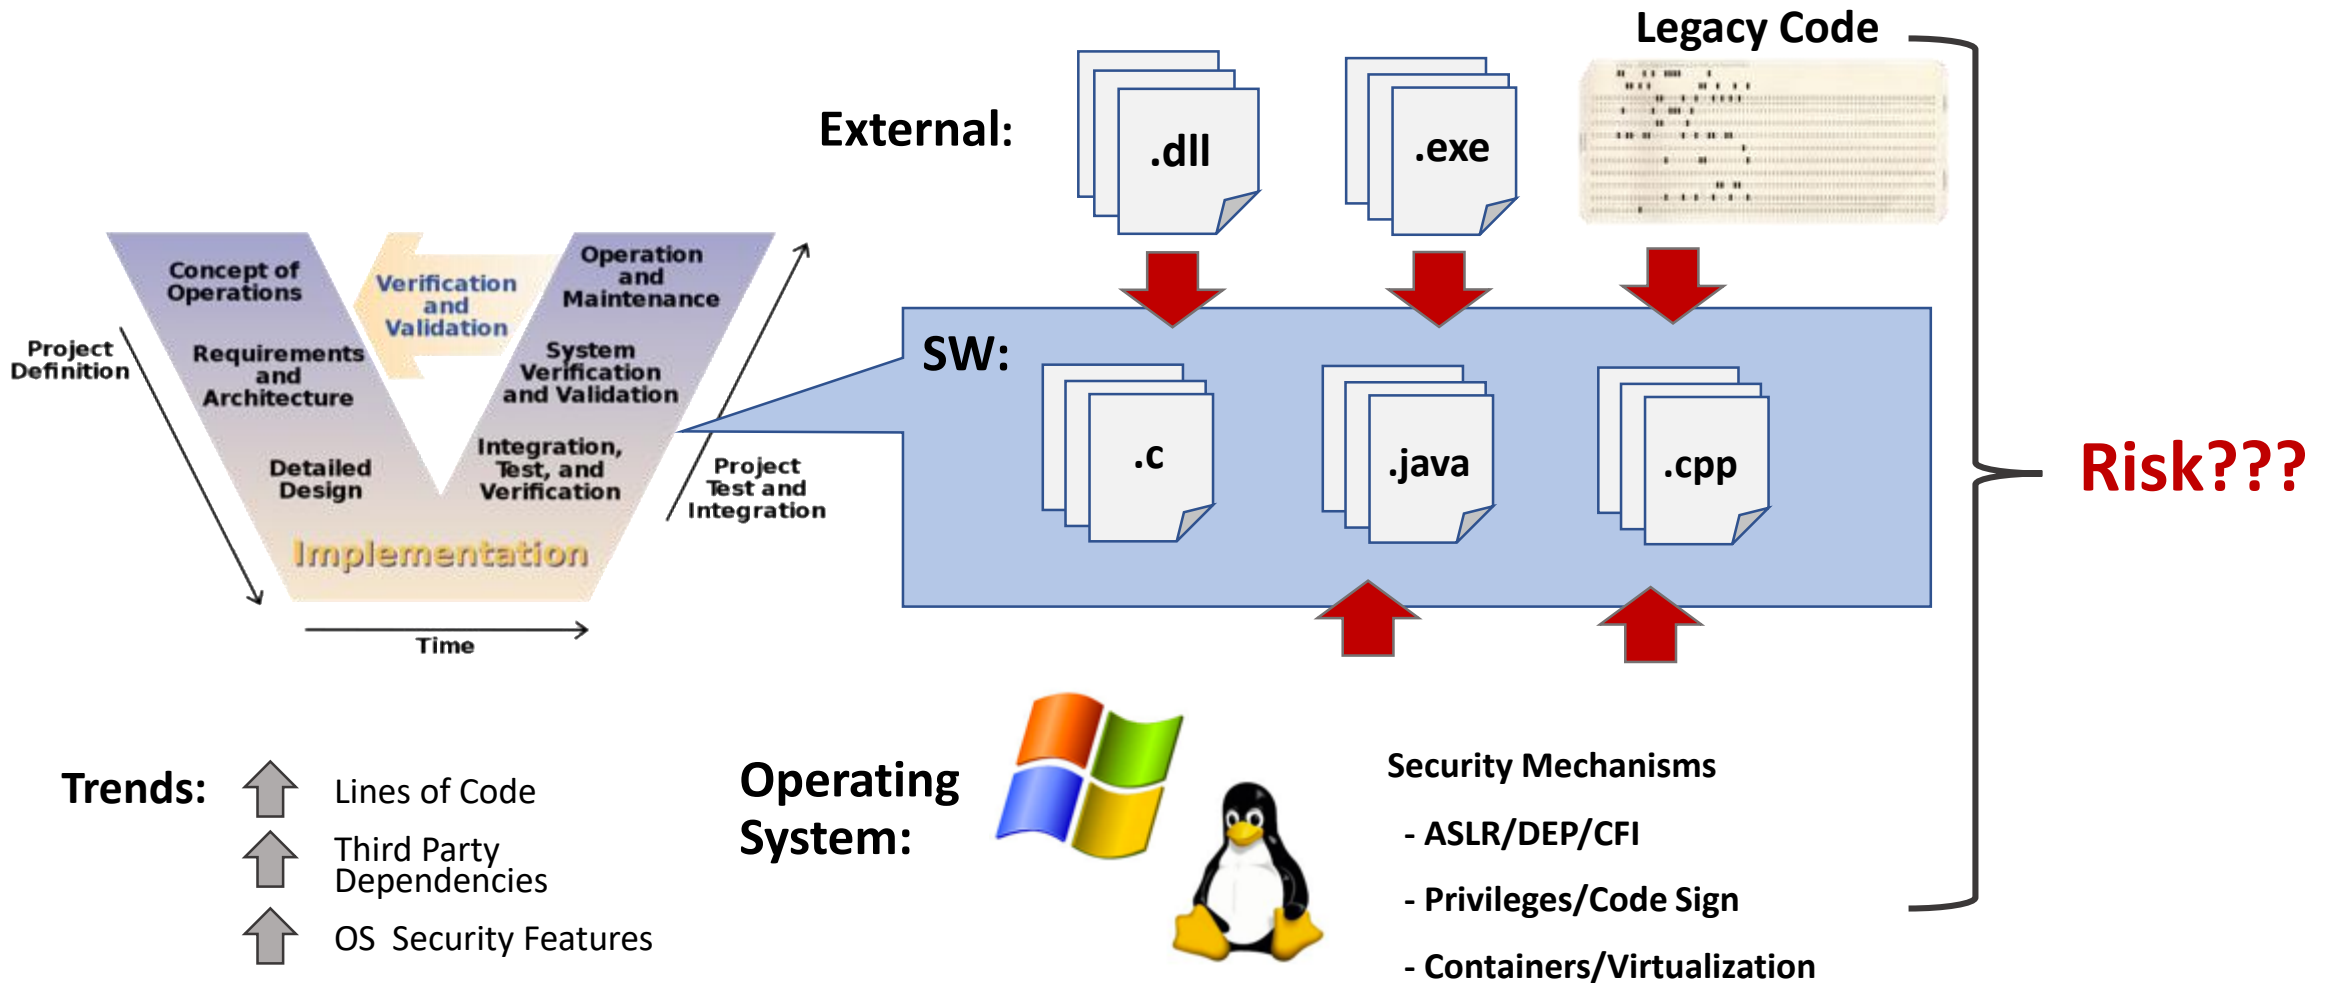 Legacy Code
External:
.dll
.exe
Concept of
Operations
Verification
and
Validation
Operation
and
Maintenance
Project
Definition
Requirements
and
Architecture
System
Verification
and Validation
Detailed
Design
Integration,
Test, and
Verification
Project
Test and
Integration
Implementation
Time
SW:
.c
.java
.cpp
Risk???
Trends:
Lines of Code
Third Party
Dependencies
OS  Security Features
Operating
System:
Security Mechanisms
- ASLR/DEP/CFI
- Privileges/Code Sign
- Containers/Virtualization